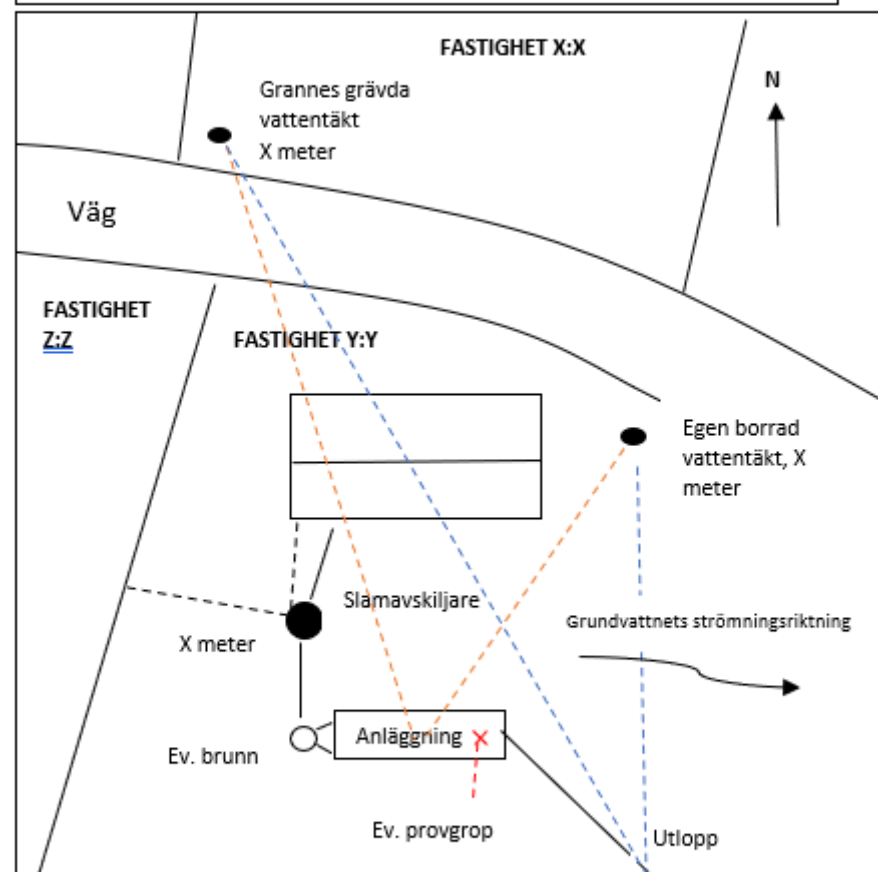 FASTIGHET X:X
N
Grannes grävda
vattentäkt
X meter
Väg
FASTIGHET
Z:Z
FASTIGHET Y:Y
Egen borrad
vattentäkt, X
meter
Slamavskiljare
Grundvattnets strömningsriktning
X meter
Anläggning
Ev. brunn
Ev. provgrop
Utlopp